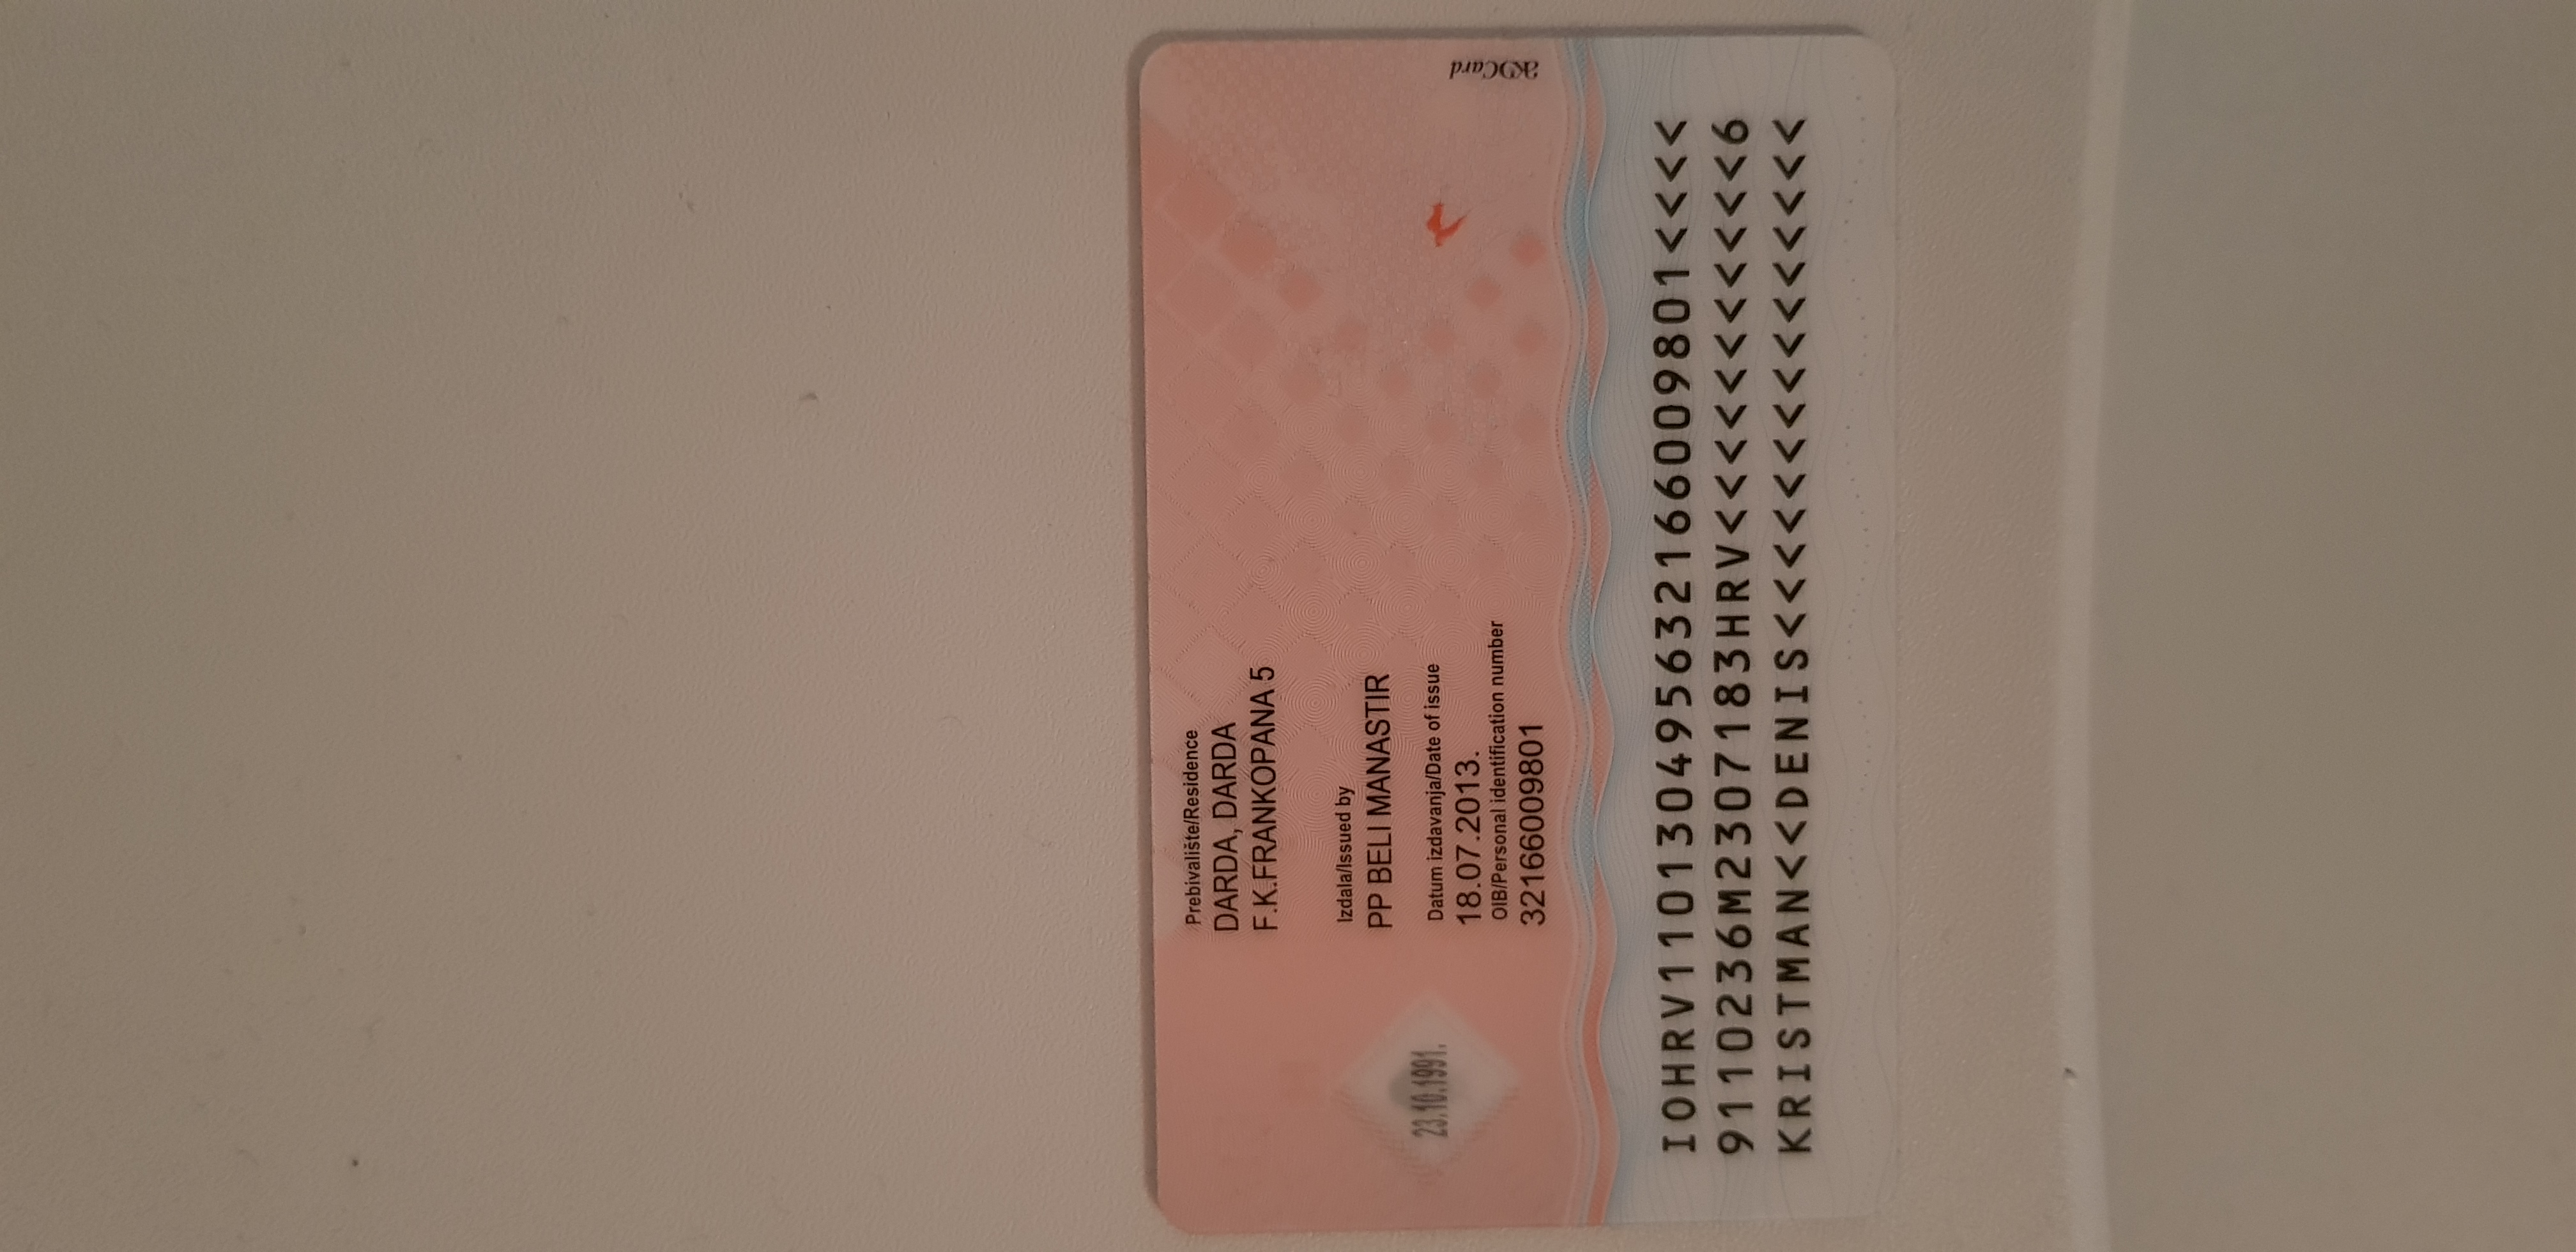 Prebivalište/Residence
DARDA, DARDA
F.K.FRANKOPANA 5
Izdala/Issued by
PP BELI MANASTIR
23.10.1991.
Datum izdavanja/Date of issue
18.07.2013.
OIB/Personal identification number
32166009801
Card
IOHRV110130495632166009801<<<<
9110236M2307183HRV<<<<<<<<<<<6
KRISTMAN<<DENIS<<<<<<<<<<<<<<<